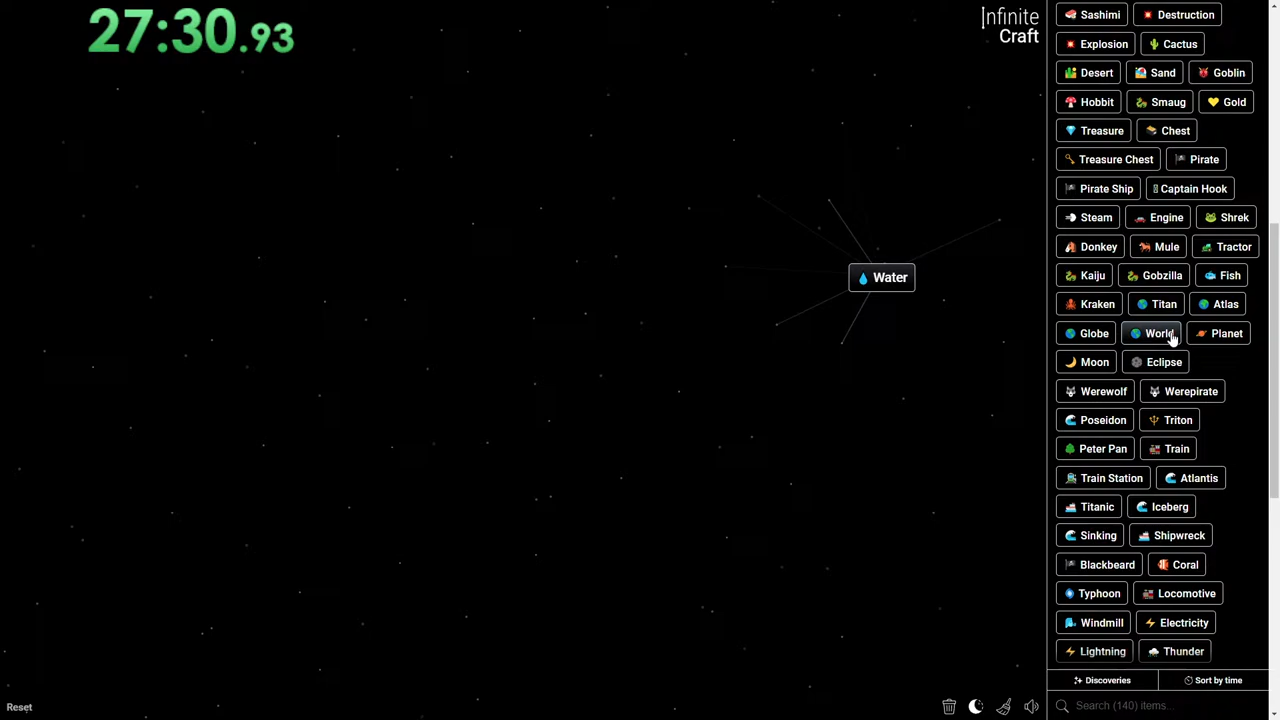 27:30.93
Infinite
Craft
Water
Reset
Sashimi
Destruction
Explosion
Cactus
Desert
Sand
Goblin
Hobbit
Smaug
Gold
Treasure
Chest
Treasure Chest
Pirate
Pirate Ship
Captain Hook
Steam
Engine
Shrek
Donkey
Mule
Tractor
Kaiju
Gobzilla
Fish
Kraken
Titan
Atlas
Globe
World
Planet
Moon
Eclipse
Werewolf
Werepirate
Poseidon
Triton
Peter Pan
Train
Train Station
Atlantis
Titanic
Iceberg
Sinking
Shipwreck
Blackbeard
Coral
Typhoon
Locomotive
Windmill
Electricity
Lightning
Thunder
Discoveries
Sort by time
Search (140) items...